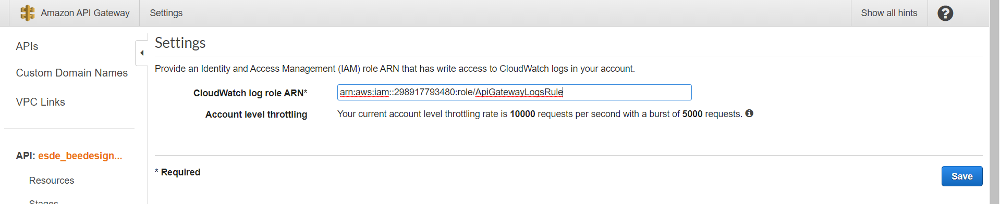 Amazon API Gateway Settings Show all hints ?
APIs
Custom Domain Names
VPC Links
API: esde_beedesign...
Resources
Stages
Settings
Provide an Identity and Access Management (IAM) role ARN that has write access to CloudWatch logs in your account.
CloudWatch log role ARN* arn:aws:iam::298917793480:role/ApiGatewayLogsRule
Account level throttling Your current account level throttling rate is 10000 requests per second with a burst of 5000 requests.
* Required
Save